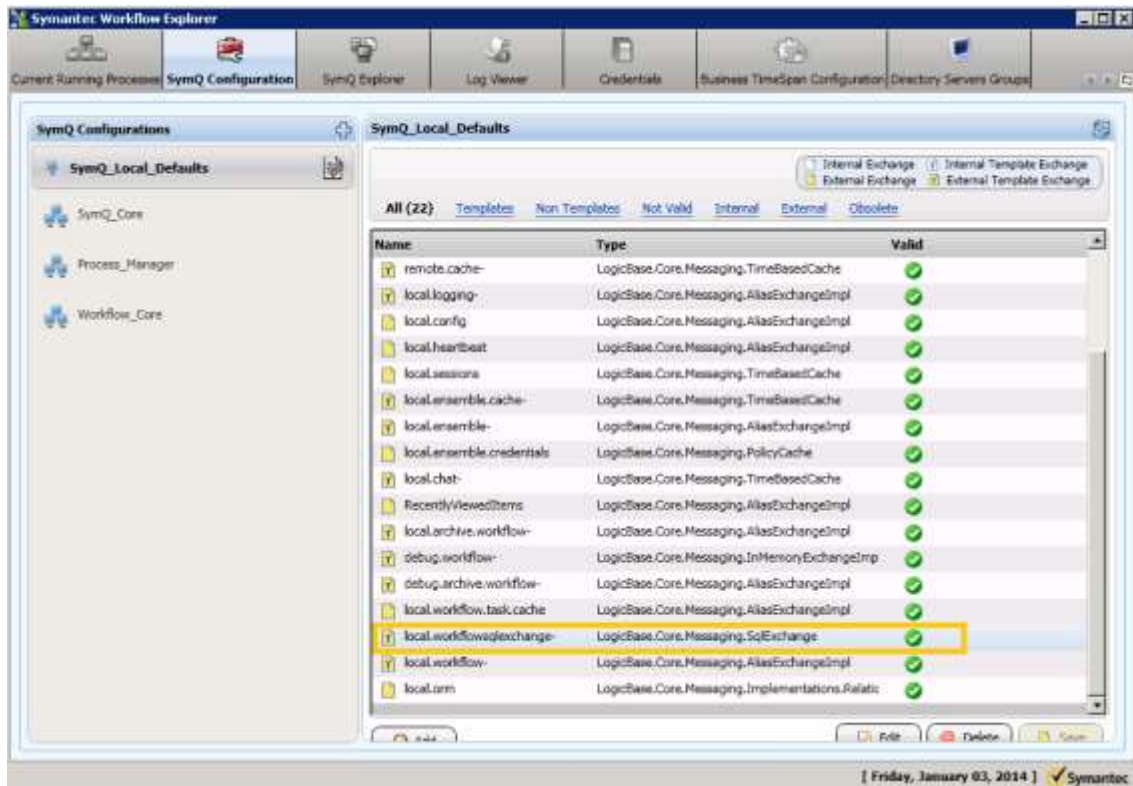 Symantec Workflow Explorer
Current Running Processes SymQ Configuration SymQ Explorer Log Viewer Credentials Business TimeSpan Configuration Directory Servers Groups
SymQ Configurations
SymQ_Local_Defaults
SymQ_Core
Process_Manager
Workflow_Core
SymQ_Local_Defaults
Internal Exchange Internal Template Exchange
External Exchange External Template Exchange
All (22) Templates Non Templates Not Valid Internal External Obsolete
Name Type Valid
remote.cache- LogicBase.Core.Messaging.TimeBasedCache
local.logging- LogicBase.Core.Messaging.AliasExchangeImpl
local.config LogicBase.Core.Messaging.AliasExchangeImpl
local.heartbeat LogicBase.Core.Messaging.AliasExchangeImpl
local.sessions LogicBase.Core.Messaging.TimeBasedCache
local.ensemble.cache- LogicBase.Core.Messaging.TimeBasedCache
local.ensemble- LogicBase.Core.Messaging.AliasExchangeImpl
local.ensemble.credentials LogicBase.Core.Messaging.PolicyCache
local.chat- LogicBase.Core.Messaging.TimeBasedCache
RecentlyViewedItems LogicBase.Core.Messaging.AliasExchangeImpl
local.archive.workflow- LogicBase.Core.Messaging.AliasExchangeImpl
debug.workflow- LogicBase.Core.Messaging.InMemoryExchangeImp
debug.archive.workflow- LogicBase.Core.Messaging.AliasExchangeImpl
local.workflow.task.cache LogicBase.Core.Messaging.AliasExchangeImpl
local.workflowsqlexchange- LogicBase.Core.Messaging.SqlExchange
local.workflow- LogicBase.Core.Messaging.AliasExchangeImpl
local.orm LogicBase.Core.Messaging.Implementations.Relatic
Add Edit Delete Save
[ Friday, January 03, 2014 ] Symantec